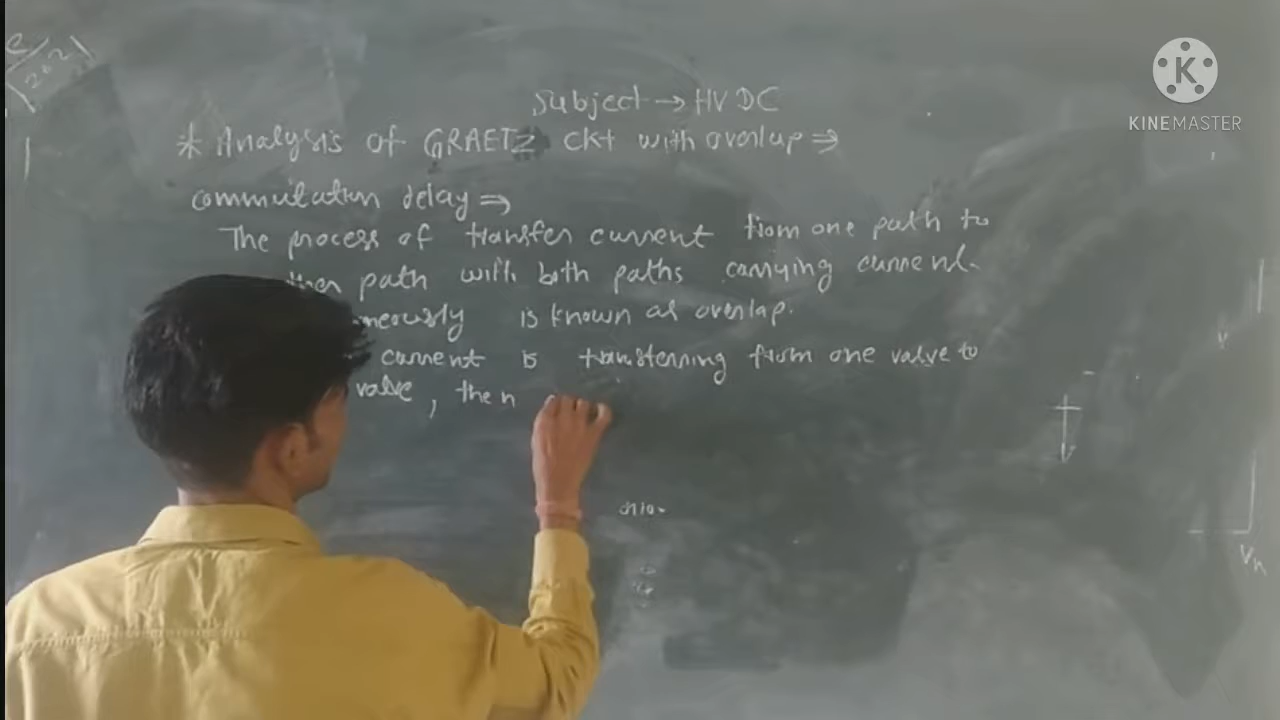 e/202)
Subject → HVDC
* Analysis of GRAETZ Ckt with overlap ⇒
commutation delay ⇒
The process of transfer current from one path to
path with both paths carrying current
is known as overlap.
current is transferring from one valve to
valve, then
Vn
K
KINEMASTER